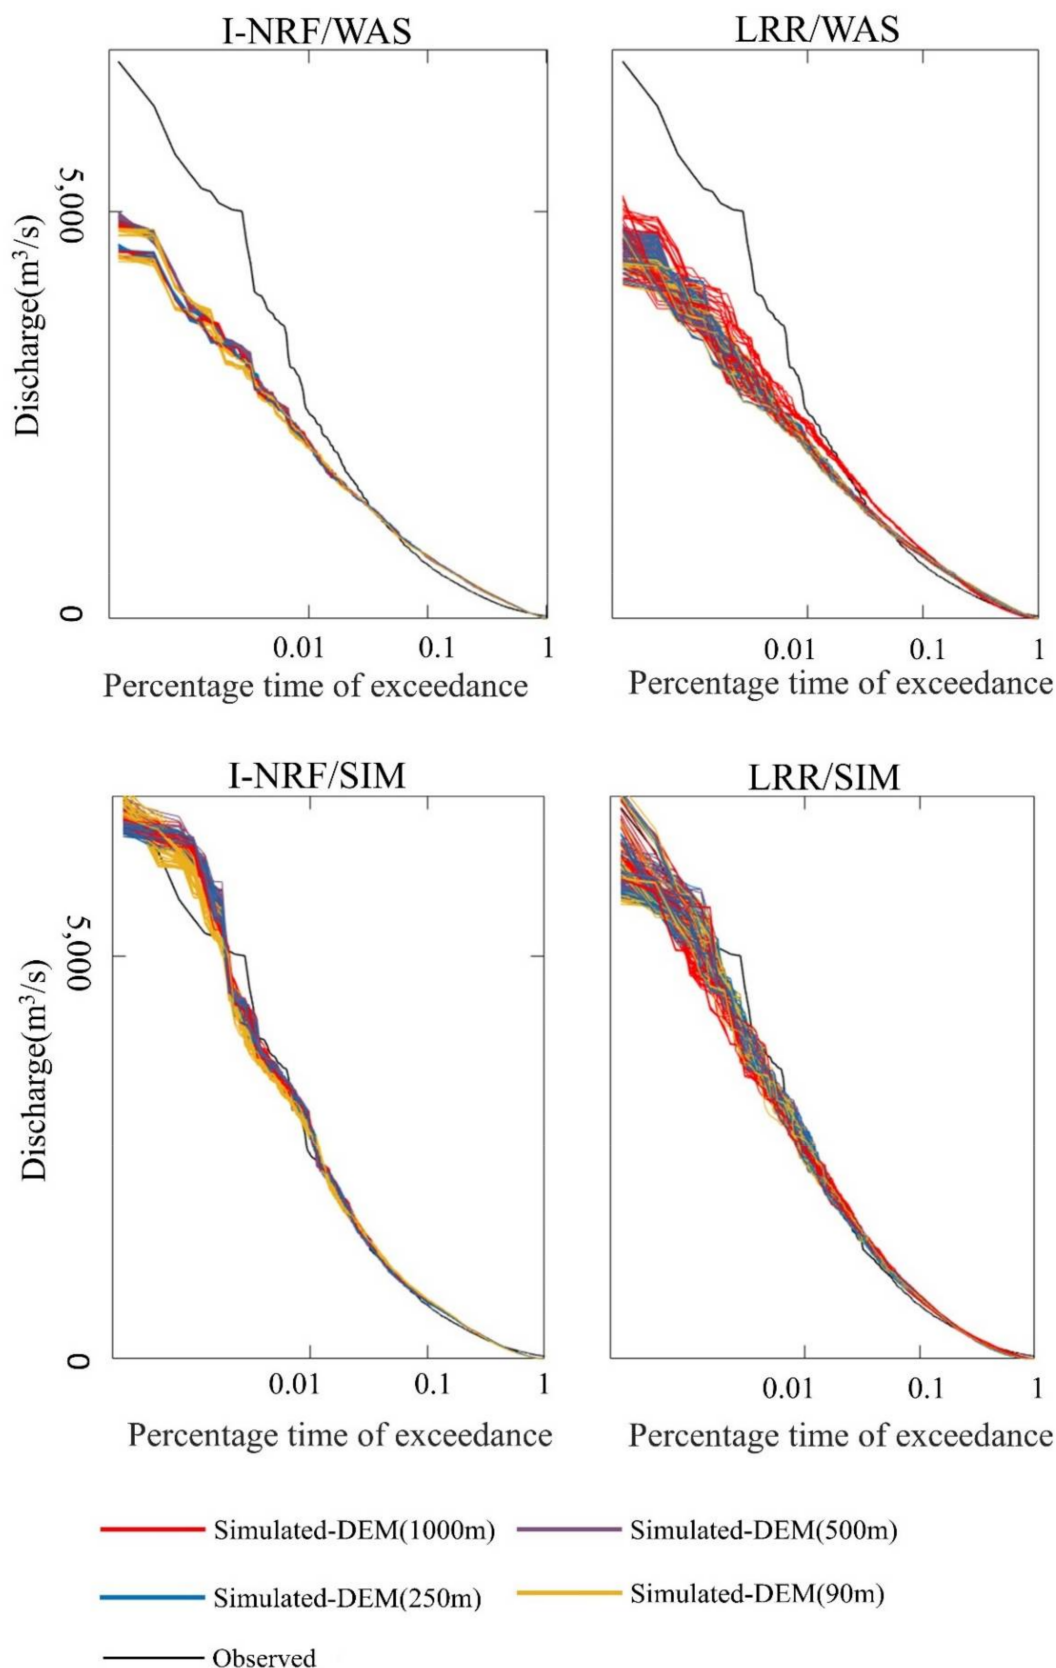 I-NRF/WAS
LRR/WAS
Discharge(m³/s)
5,000
0
0.01
0.1
1
0.01
0.1
1
Percentage time of exceedance
Percentage time of exceedance
I-NRF/SIM
LRR/SIM
Discharge(m³/s)
5,000
0
0.01
0.1
1
0.01
0.1
1
Percentage time of exceedance
Percentage time of exceedance
Simulated-DEM(1000m)
Simulated-DEM(500m)
Simulated-DEM(250m)
Simulated-DEM(90m)
Observed